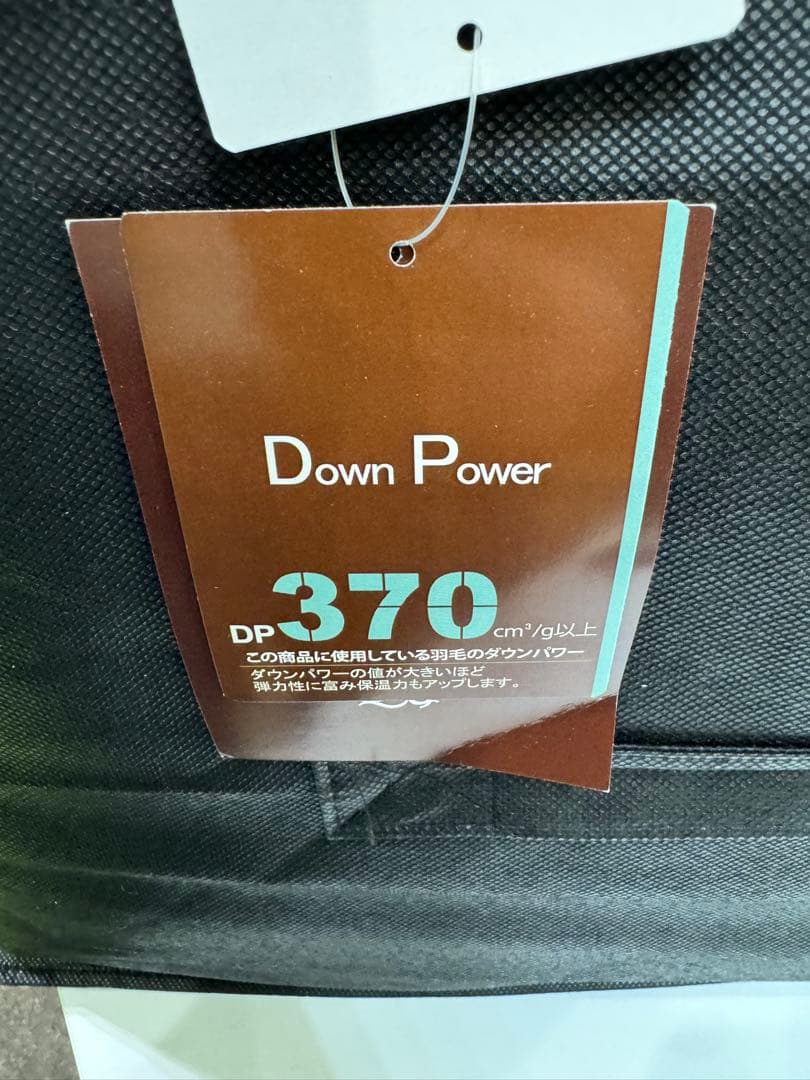 Down Power
DP370cm³/g以上
この商品に使用している羽毛のダウンパワー
ダウンパワーの値が大きいほど
弾力性に富み保温力もアップします。